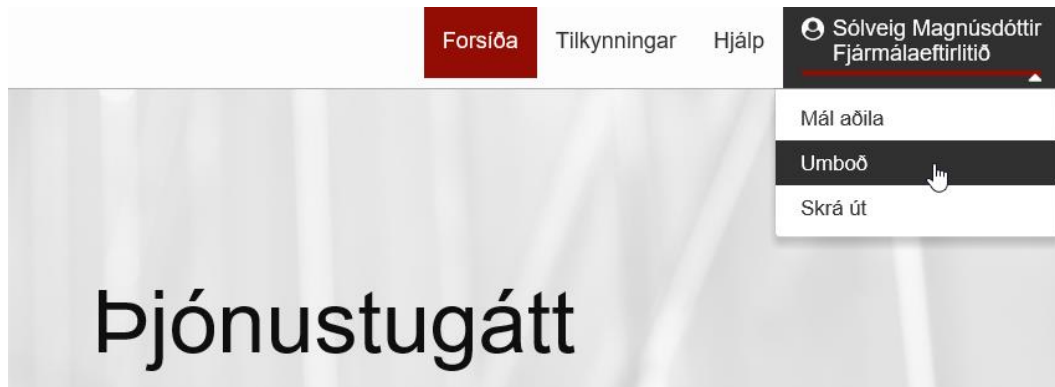 Forsíða Tilkynningar Hjálp Sólveig Magnúsdóttir
Fjármálaeftirlitið
Mál aðila
Umboð
Skrá út
Þjónustugátt